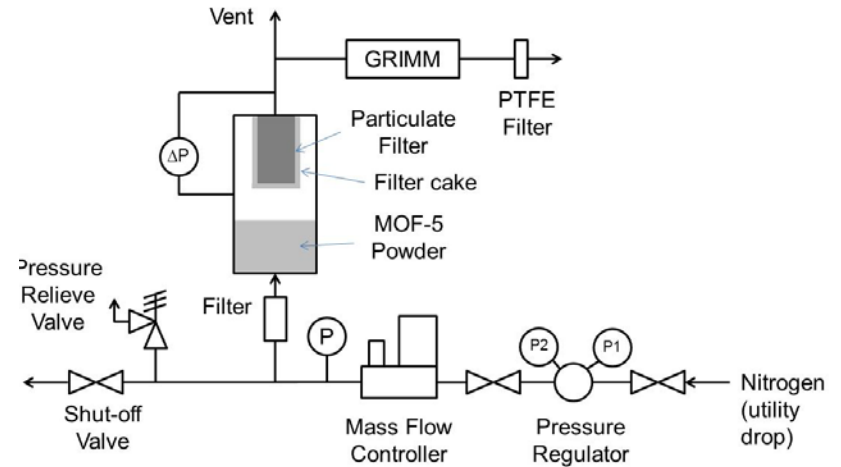 Vent
GRIMM
PTFE
Filter
Particulate
Filter
ΔP
Filter cake
MOF-5
Powder
Pressure
Relieve
Valve
Filter
P
P2
P1
Shut-off
Valve
Mass Flow
Controller
Pressure
Regulator
Nitrogen
(utility
drop)